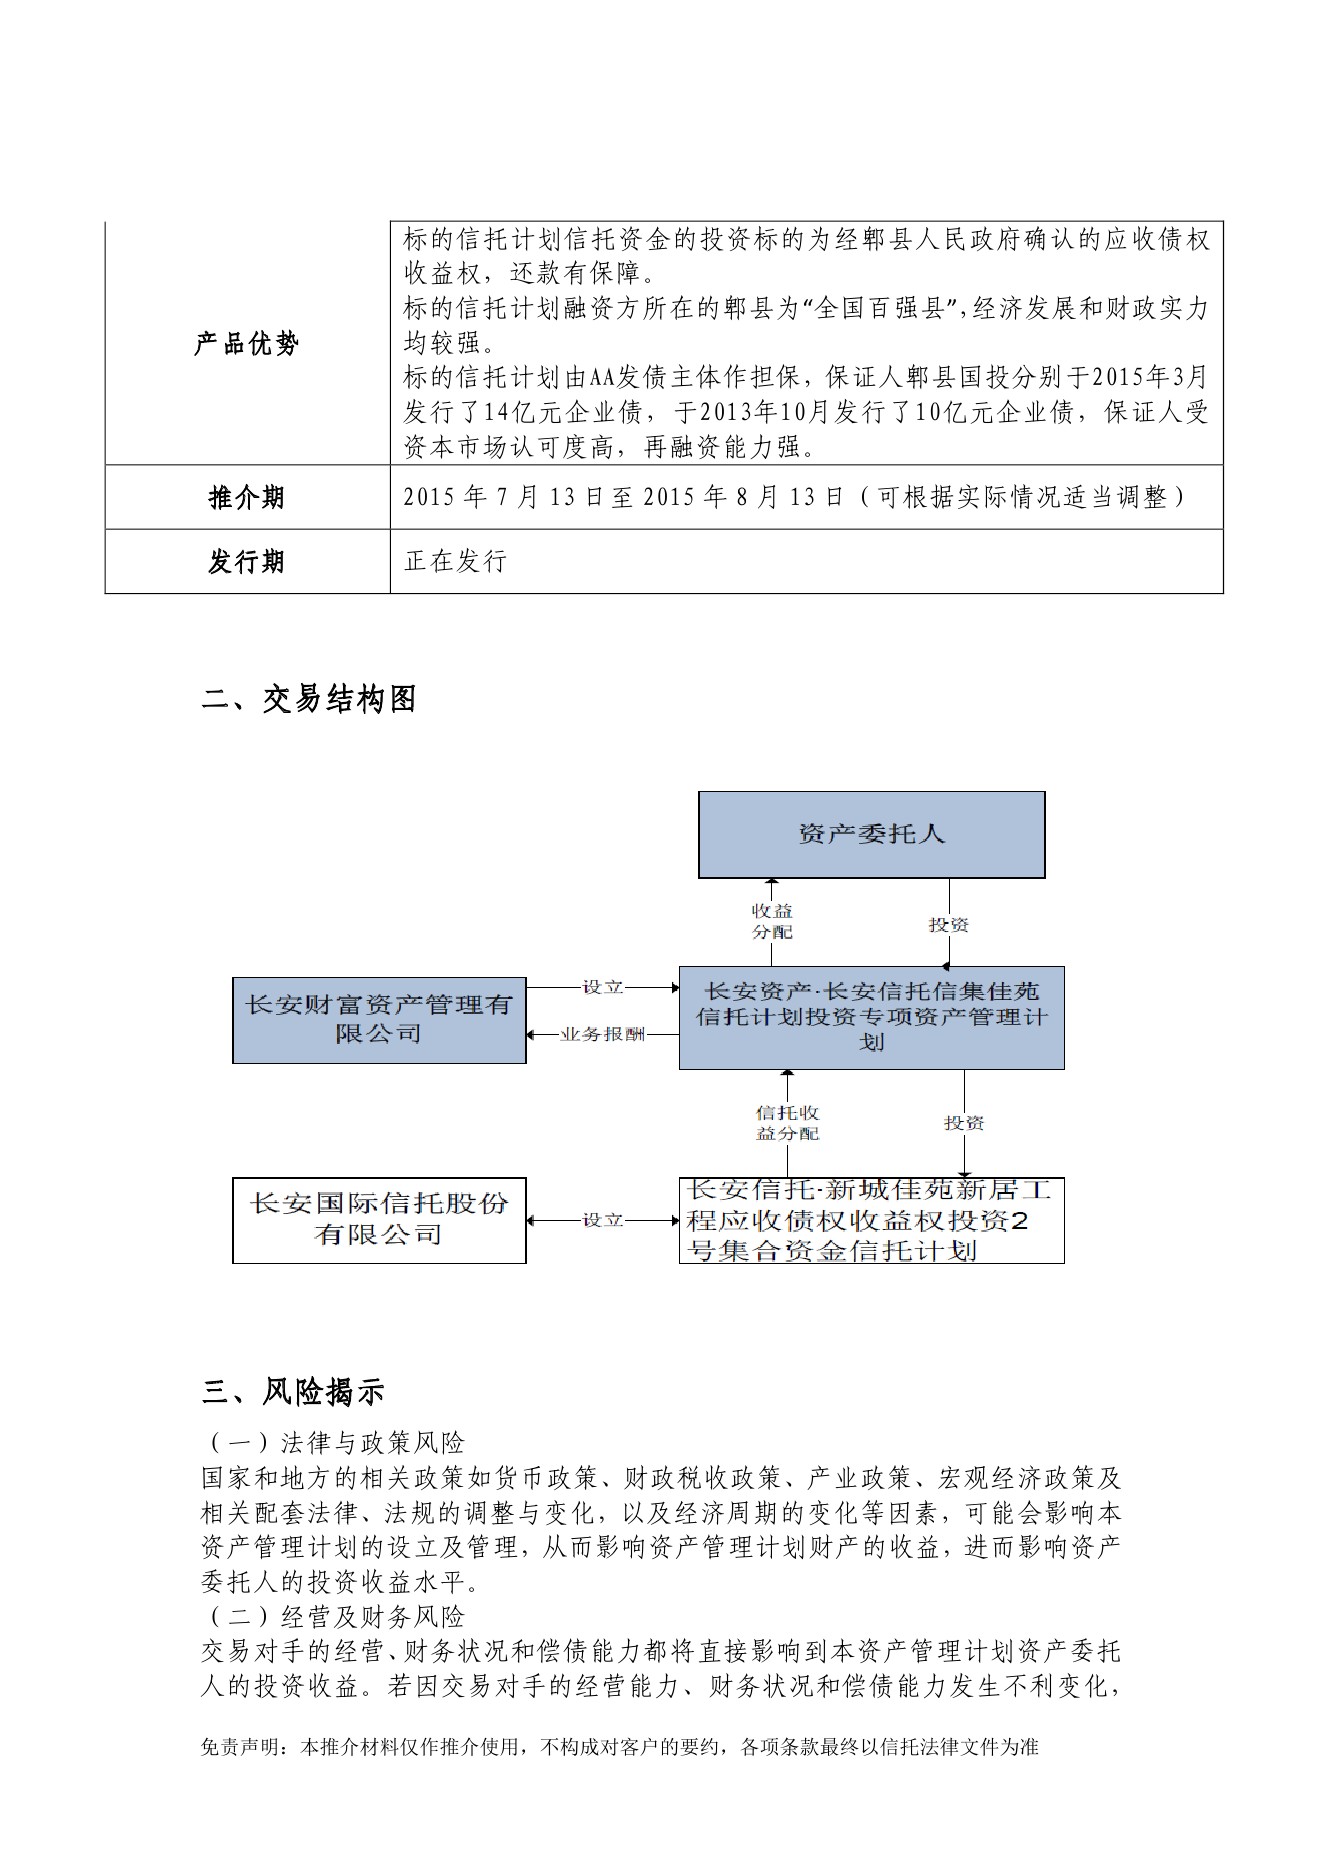 标的信托计划信托资金的投资标的为经郫县人民政府确认的应收债权
收益权，还款有保障。
标的信托计划融资方所在的郫县为“全国百强县”，经济发展和财政实力
均较强。
产品优势
标的信托计划由AA发债主体作担保，保证人郫县国投分别于2015年3月
发行了14亿元企业债，于2013年10月发行了10亿元企业债，保证人受
资本市场认可度高，再融资能力强。
推介期
2015 年 7 月 13 日至 2015 年 8 月 13 日（可根据实际情况适当调整）
发行期
正在发行
二、交易结构图
资产委托人
收益
分配
投资
长安财富资产管理有
限公司
设立
业务报酬
长安资产·长安信托信集佳苑
信托计划投资专项资产管理计
划
信托收
益分配
投资
长安国际信托股份
有限公司
设立
长安信托·新城佳苑新居工
程应收债权收益权投资2
号集合资金信托计划
三、风险揭示
（一）法律与政策风险
国家和地方的相关政策如货币政策、财政税收政策、产业政策、宏观经济政策及
相关配套法律、法规的调整与变化，以及经济周期的变化等因素，可能会影响本
资产管理计划的设立及管理，从而影响资产管理计划财产的收益，进而影响资产
委托人的投资收益水平。
（二）经营及财务风险
交易对手的经营、财务状况和偿债能力都将直接影响到本资产管理计划资产委托
人的投资收益。若因交易对手的经营能力、财务状况和偿债能力发生不利变化，
免责声明：本推介材料仅作推介使用，不构成对客户的要约，各项条款最终以信托法律文件为准